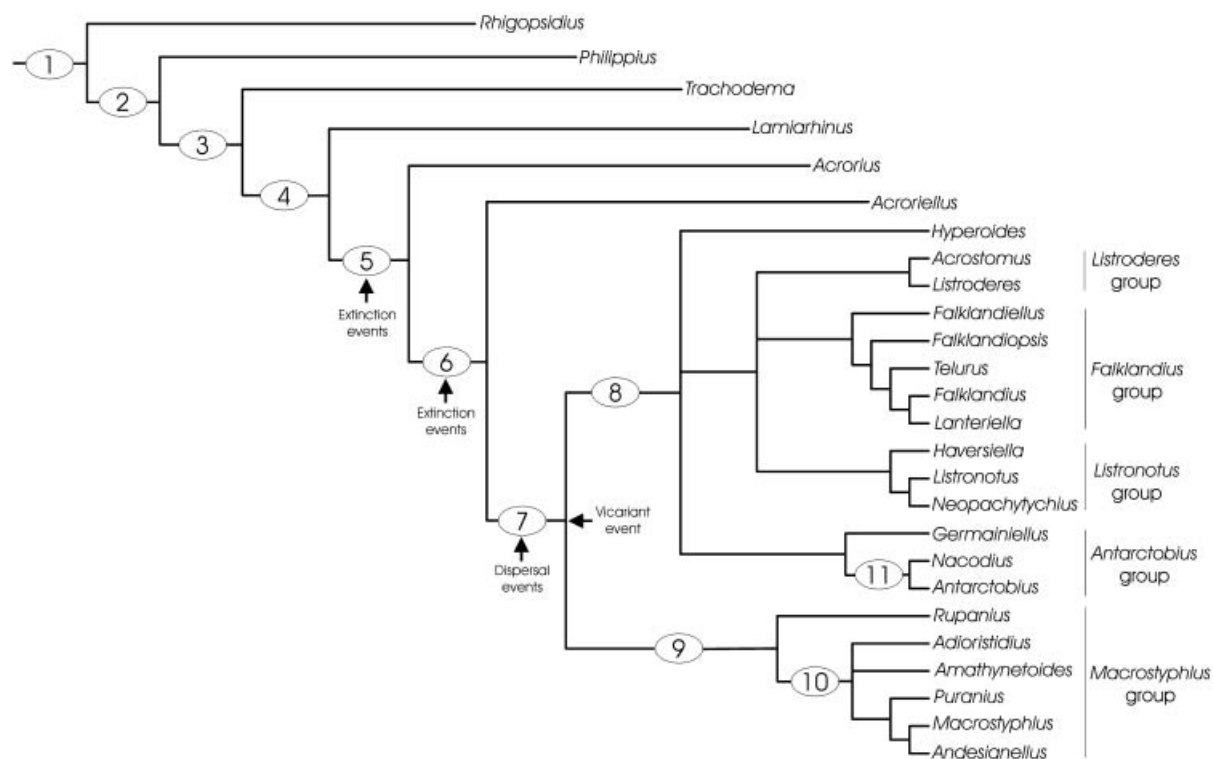 Rhigopsidius
1
Philippius
2
Trachodema
3
Lamiarhinus
4
Acrorius
5
Extinction
events
Acroriellus
6
Extinction
events
Hyperoides
Acrostomus
Listroderes
Listroderes
group
Falklandiellus
Falklandiopsis
Telurus
Falklandius
Lanteriella
Falklandius
group
8
Haversiella
Listronotus
Neopachytychius
Listronotus
group
7
Dispersal
events
Vicariant
event
Germainiellus
Nacodius
Antarctobius
11
Antarctobius
group
9
Rupanius
Adioristidius
Amathynetoides
Puranius
Macrostyphlus
Andesianellus
10
Macrostyphlus
group